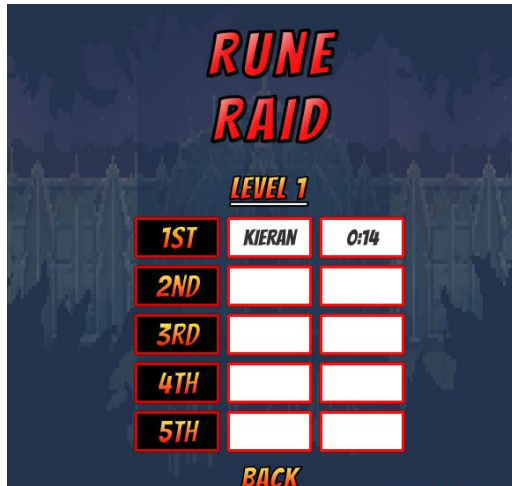 RUNE
RAID
LEVEL 1
1ST KIERAN 0:14
2ND
3RD
4TH
5TH
BACK